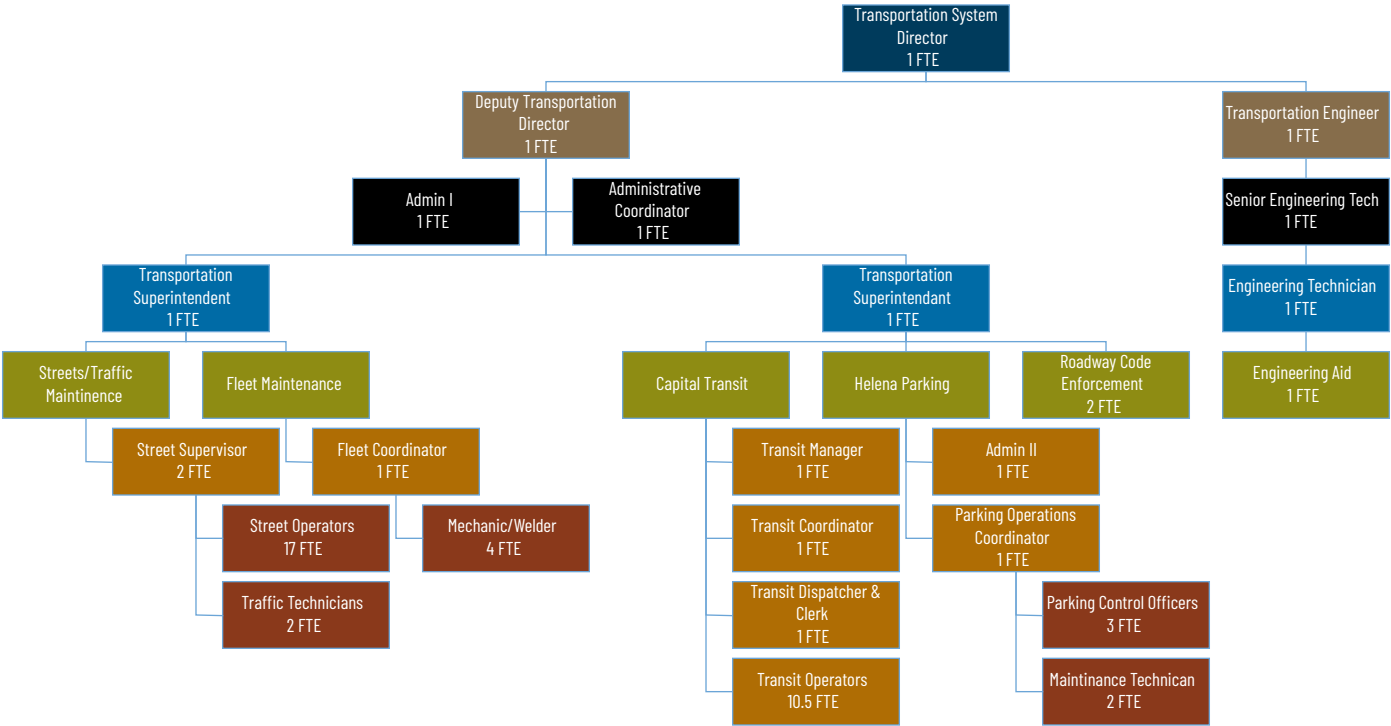 Transportation System
Director
1 FTE
Deputy Transportation
Director
1 FTE
Transportation Engineer
1 FTE
Admin I
1 FTE
Administrative
Coordinator
1 FTE
Senior Engineering Tech
1 FTE
Transportation
Superintendent
1 FTE
Transportation
Superintendant
1 FTE
Engineering Technician
1 FTE
Streets/Traffic
Maintinence
Fleet Maintenance
Capital Transit
Helena Parking
Roadway Code
Enforcement
2 FTE
Engineering Aid
1 FTE
Street Supervisor
2 FTE
Fleet Coordinator
1 FTE
Transit Manager
1 FTE
Admin II
1 FTE
Street Operators
17 FTE
Mechanic/Welder
4 FTE
Transit Coordinator
1 FTE
Parking Operations
Coordinator
1 FTE
Traffic Technicians
2 FTE
Transit Dispatcher &
Clerk
1 FTE
Parking Control Officers
3 FTE
Transit Operators
10.5 FTE
Maintinance Technican
2 FTE